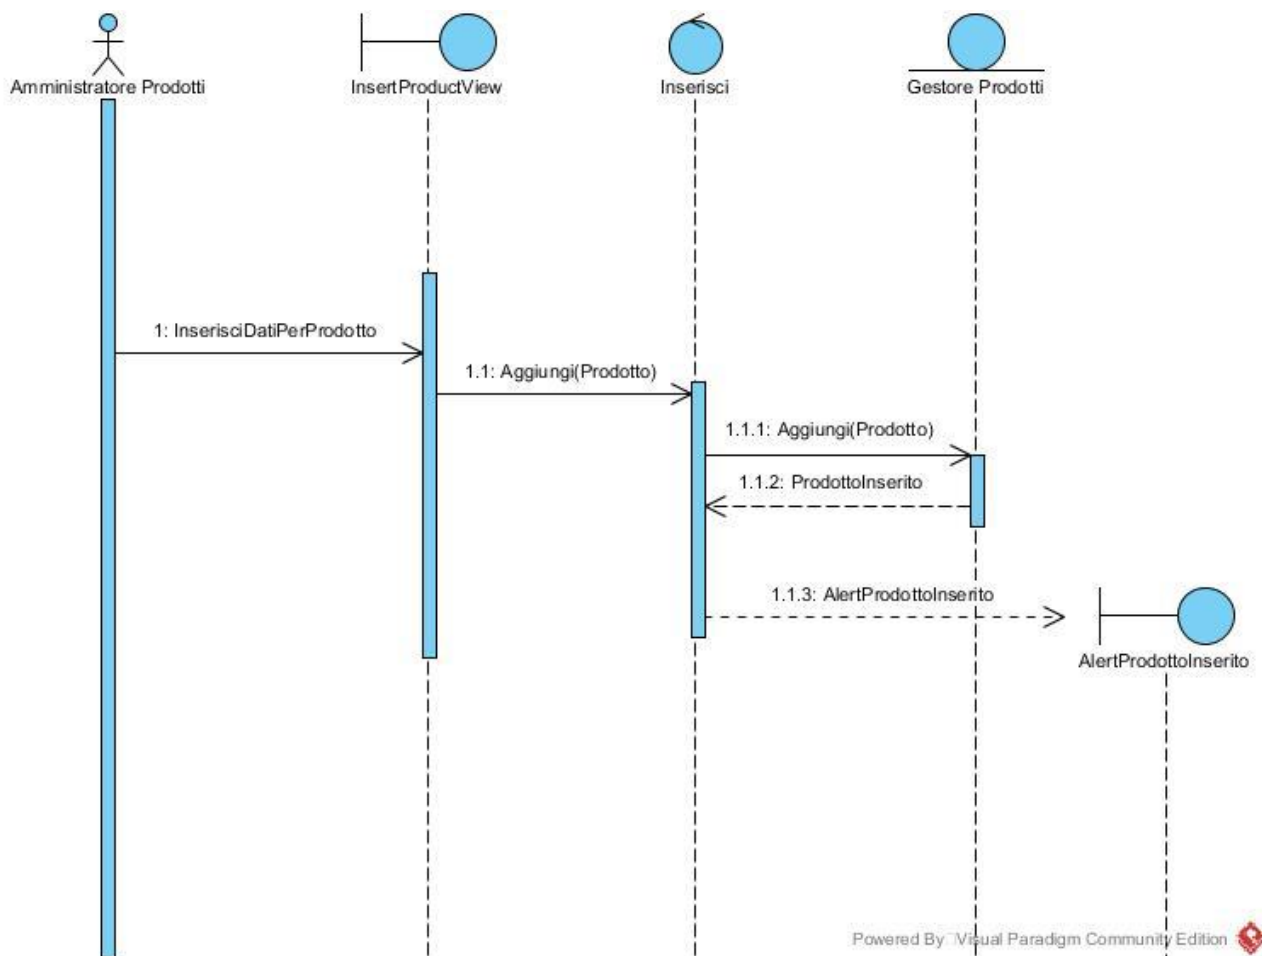 Amministratore Prodotti
InsertProductView
Inserisci
Gestore Prodotti
1: InserisciDatiPerProdotto
1.1: Aggiungi(Prodotto)
1.1.1: Aggiungi(Prodotto)
1.1.2: ProdottoInserito
1.1.3: AlertProdottoInserito
AlertProdottoInserito
Powered By Visual Paradigm Community Edition